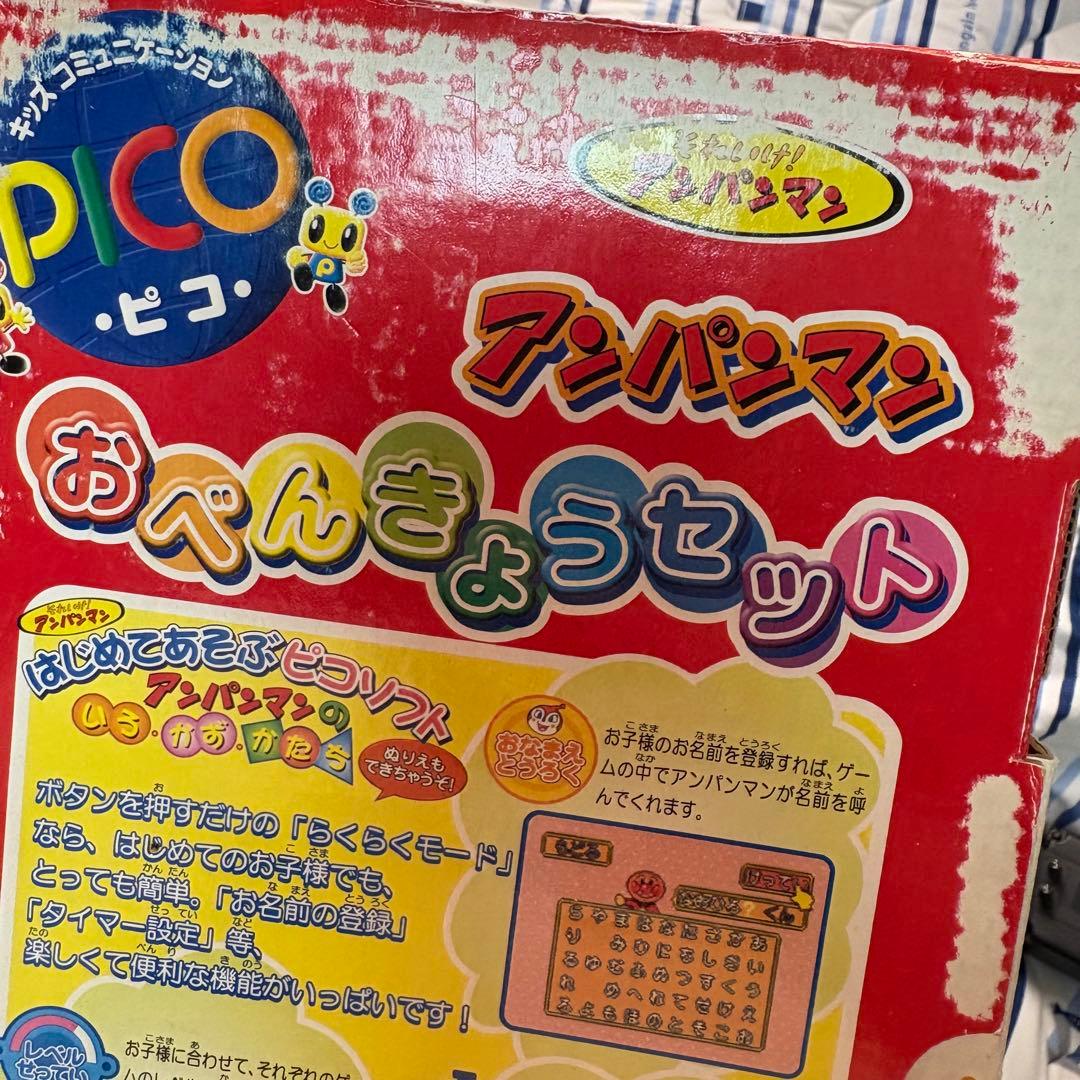 キッズコミュニケーション
PICO
・ピコ・
P
それいけ!
アンパンマン
アンパンマン
おべんきょうセット
それいけ!
アンパンマン
はじめてあそぶピコソフト
アンパンマンの
いろ・かず・かたち
ぬりえも
できちゃうぞ!
ボタンを押すだけの「らくらくモード」
なら、はじめてのお子様でも、
とっても簡単。「お名前の登録」
「タイマー設定」等、
楽しくて便利な機能がいっぱいです!
おなまえ
とうろく
お子様のお名前を登録すれば、ゲー
ムの中でアンパンマンが名前を呼
んでくれます。
もどる
くん
レベル
せってい
お子様に合わせて、それぞれのゲ